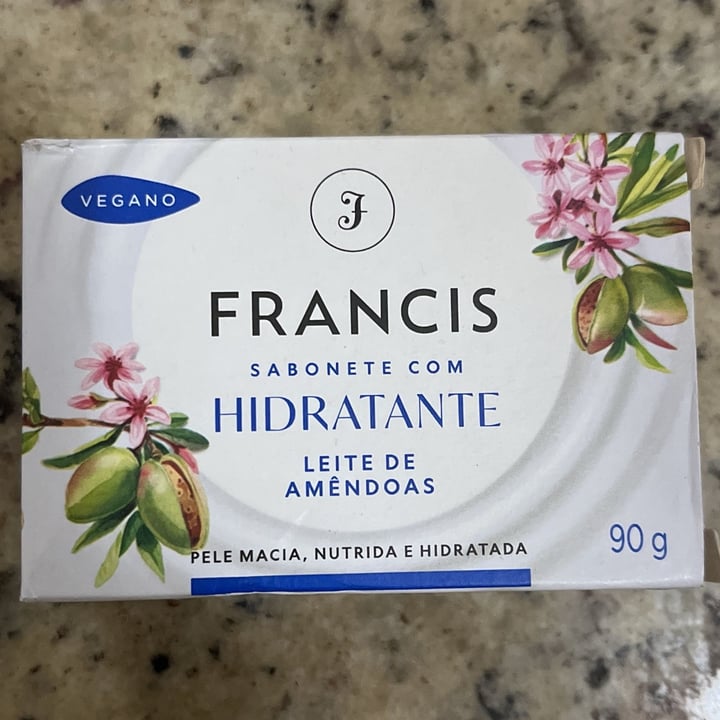 VEGANO
F
FRANCIS
SABONETE COM
HIDRATANTE
LEITE DE
AMÊNDOAS
PELE MACIA, NUTRIDA E HIDRATADA
90 g